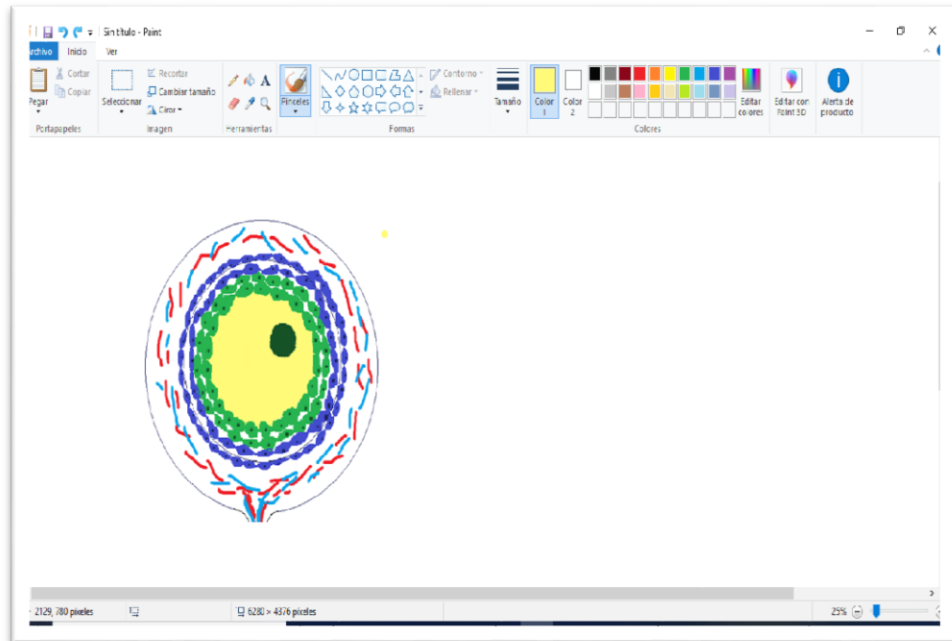 Sin título - Paint
Archivo Inicio Ver
Pegar
Cortar
Copiar
Portapapeles
Seleccionar
Recortar
Cambiar tamaño
Girar
Imagen
Herramientas
Pinceles
Contorno
Rellenar
Formas
Tamaño
Color 1
Color 2
Editar colores
Colores
Editar con Paint 3D
Alerta de producto
2129, 780 píxeles
6280 × 4376 píxeles
25%